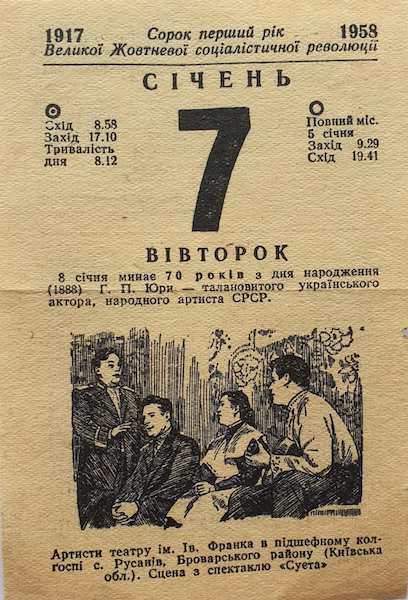 1917 Сорок перший рік 1958
Великої Жовтневої соціалістичної революції
СІЧЕНЬ
Схід 8.58
Захід 17.10
Тривалість
дня 8.12
7
Повний міс.
5 січня
Захід 9.29
Схід 19.41
ВІВТОРОК
8 січня минає 70 років з дня народження
(1888) Г. П. Юри — талановитого українського
актора, народного артиста СРСР.
Артисти театру ім. Ів. Франка в підшефному кол-
госпі с. Русанів, Броварського району (Київська
обл.). Сцена з спектаклю «Суєта»